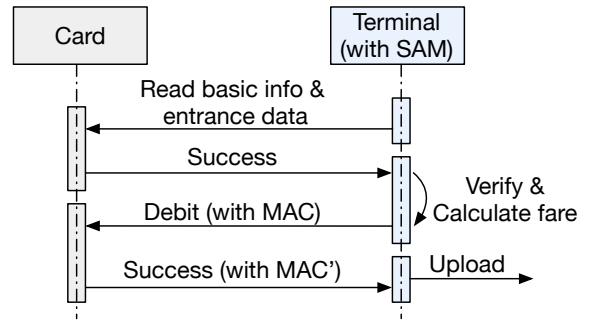 Card
Terminal
(with SAM)
Read basic info &
entrance data
Success
Verify &
Calculate fare
Debit (with MAC)
Success (with MAC’)
Upload